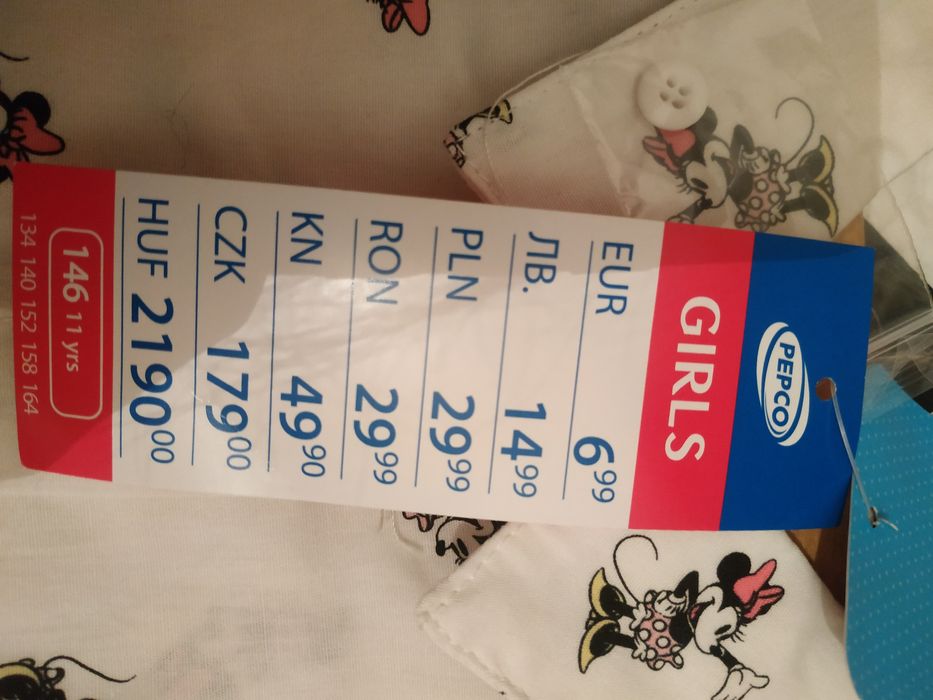 PEPCO
GIRLS
EUR 6 99
ЛВ. 14 99
PLN 29 99
RON 29 99
KN 49 90
CZK 179 00
HUF 2190 00
146 11 yrs
134 140 152 158 164